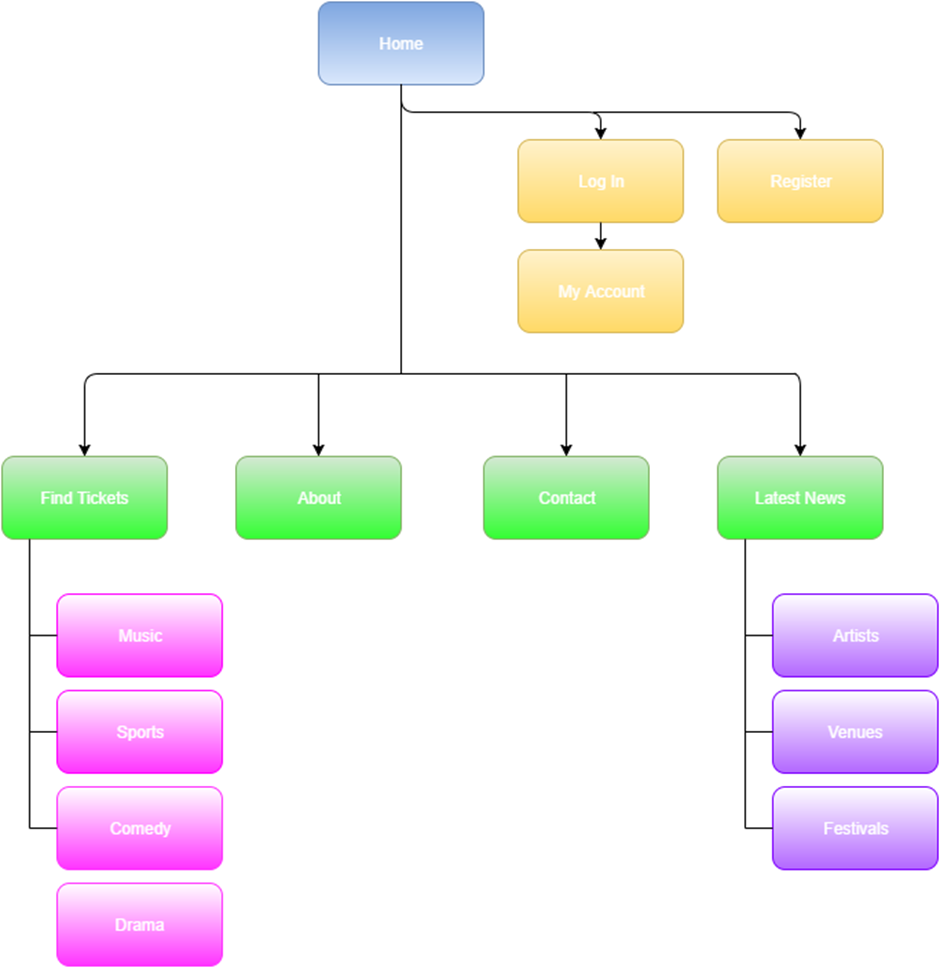 Home
Log In
Register
My Account
Find Tickets
About
Contact
Latest News
Music
Artists
Sports
Venues
Comedy
Festivals
Drama